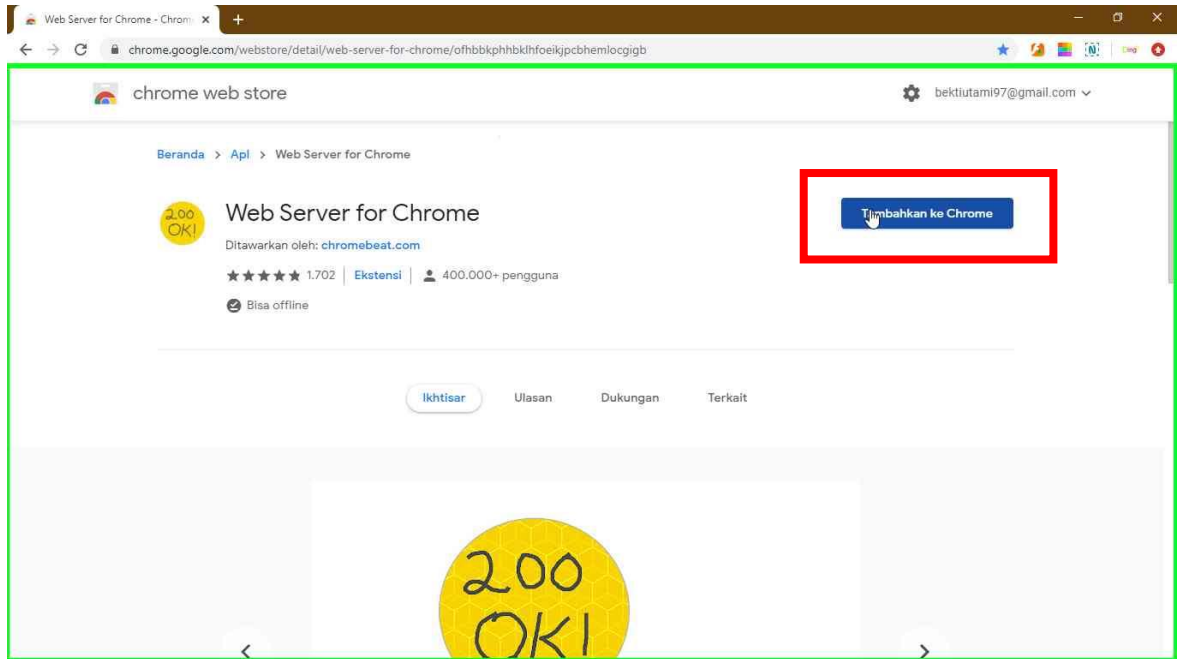 Web Server for Chrome - Chrom
chrome.google.com/webstore/detail/web-server-for-chrome/ofhbbkphhbklhfoeikjpcbhemlocgigb
chrome web store
bektiutami97@gmail.com
Beranda > Apl > Web Server for Chrome
200
OK!
Web Server for Chrome
Tambahkan ke Chrome
Ditawarkan oleh: chromebeat.com
1.702 | Ekstensi | 400.000+ pengguna
Bisa offline
Ikhtisar Ulasan Dukungan Terkait
200
OK!